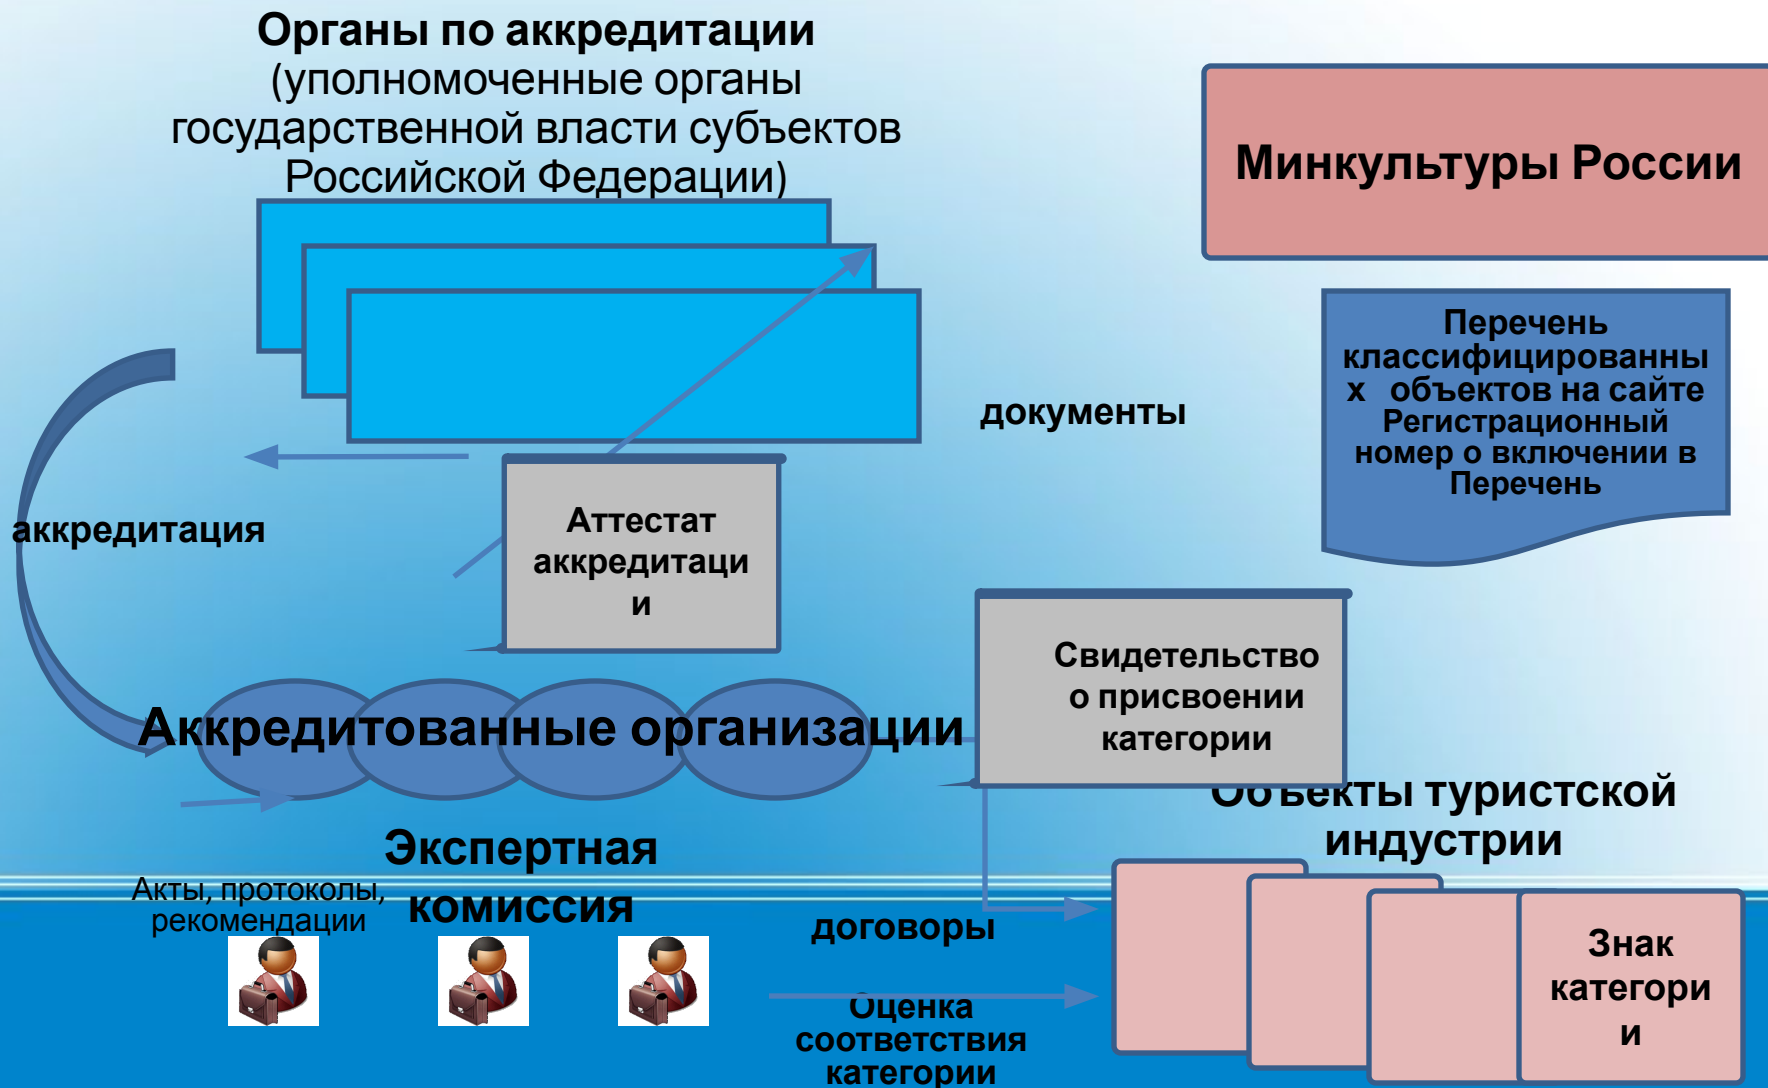 Органы по аккредитации
(уполномоченные органы
государственной власти субъектов
Российской Федерации)
Минкультуры России
Перечень
классифицированны
х объектов на сайте
Регистрационный
номер о включении в
Перечень
документы
аккредитация
Аттестат
аккредитаци
и
Свидетельство
о присвоении
категории
Аккредитованные организации
Объекты туристской
индустрии
Экспертная
комиссия
Акты, протоколы,
рекомендации
договоры
Оценка
соответствия
категории
Знак
категори
и